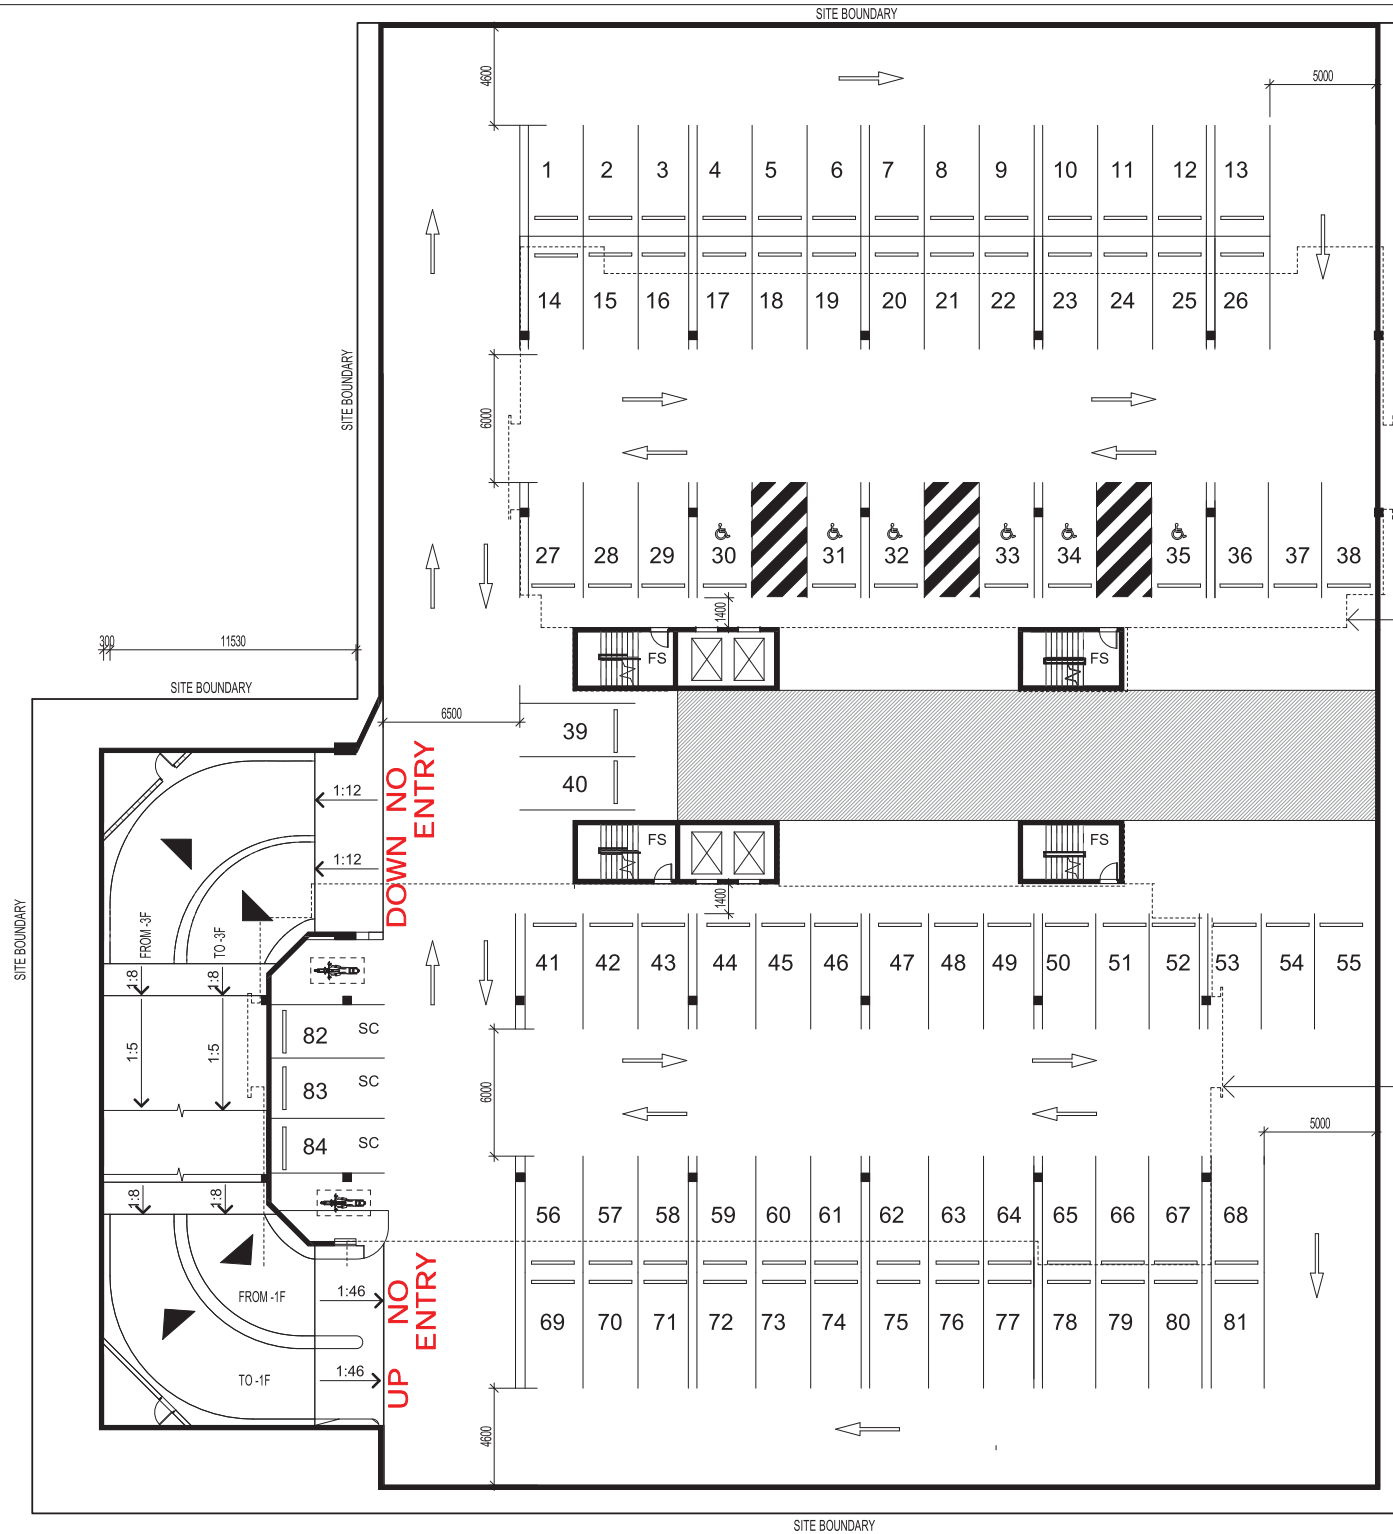 SITE BOUNDARY
4600
5000
1 2 3 4 5 6 7 8 9 10 11 12 13
14 15 16 17 18 19 20 21 22 23 24 25 26
SITE BOUNDARY
6000
27 28 29 30 31 32 33 34 35 36 37 38
1400
300 11530
FS FS
SITE BOUNDARY
6500
39
40
1:12
1:12
DOWN NO
ENTRY
FS FS
1400
SITE BOUNDARY
FROM -3F
TO -3F
1:8 1:8
41 42 43 44 45 46 47 48 49 50 51 52 53 54 55
1:5 1:5
82 SC
83 SC
84 SC
6000
5000
1:8 1:8
56 57 58 59 60 61 62 63 64 65 66 67 68
FROM -1F
1:46
TO -1F
1:46
UP NO
ENTRY
69 70 71 72 73 74 75 76 77 78 79 80 81
4600
SITE BOUNDARY